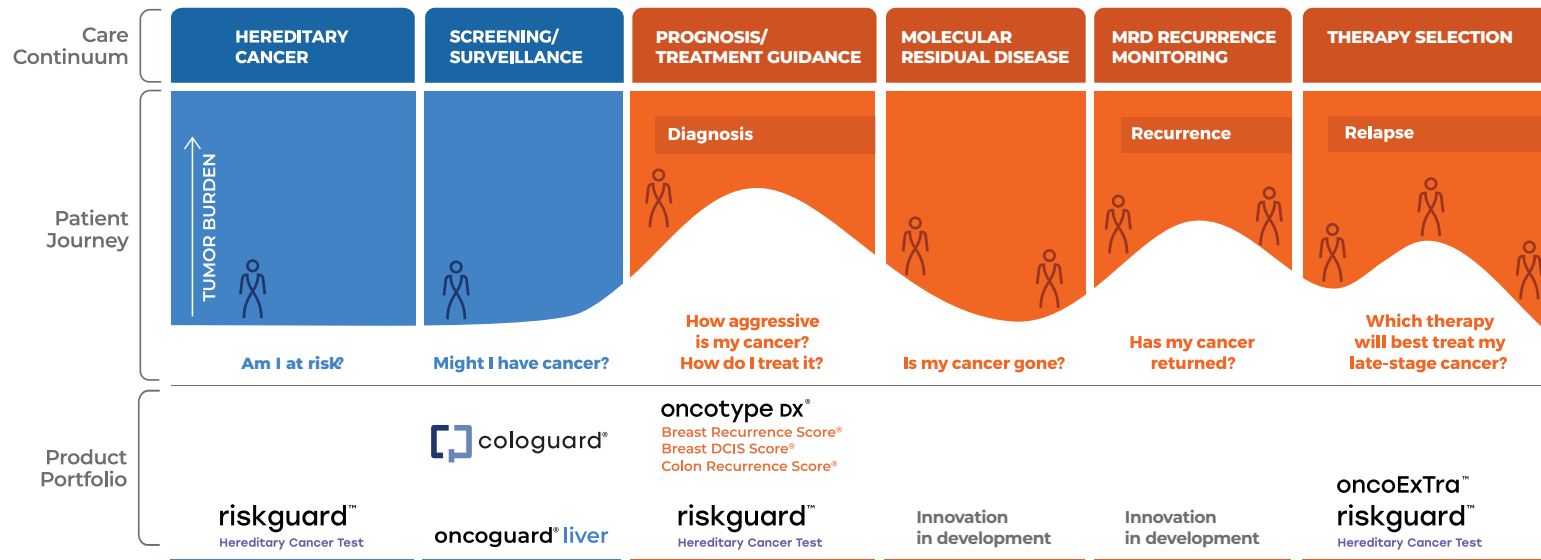 Care
Continuum
HEREDITARY
CANCER
SCREENING/
SURVEILLANCE
PROGNOSIS/
TREATMENT GUIDANCE
MOLECULAR
RESIDUAL DISEASE
MRD RECURRENCE
MONITORING
THERAPY SELECTION
Patient
Journey
TUMOR BURDEN
Diagnosis
Recurrence
Relapse
Am I at risk?
Might I have cancer?
How aggressive
is my cancer?
How do I treat it?
Is my cancer gone?
Has my cancer
returned?
Which therapy
will best treat my
late-stage cancer?
Product
Portfolio
riskguard™
Hereditary Cancer Test
cologuard®
oncoguard® liver
oncotype DX®
Breast Recurrence Score®
Breast DCIS Score®
Colon Recurrence Score®
riskguard™
Hereditary Cancer Test
Innovation
in development
Innovation
in development
oncoExTra™
riskguard™
Hereditary Cancer Test